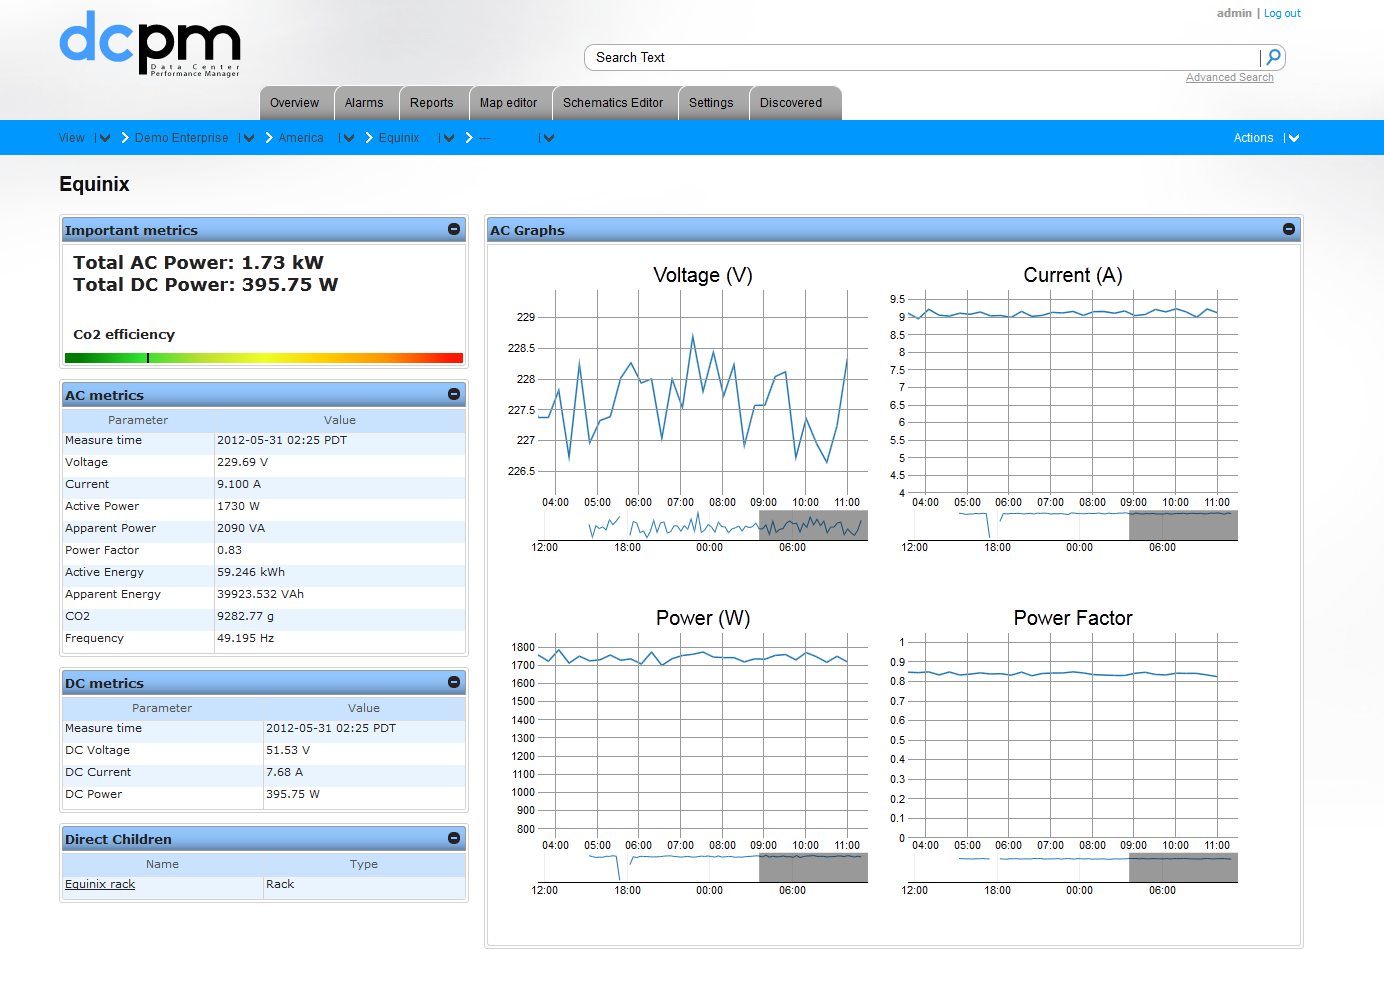 admin | Log out
dcpm
Data Center
Performance Manager
Search Text
Advanced Search
Overview Alarms Reports Map editor Schematics Editor Settings Discovered
View Demo Enterprise America Equinix --- Actions
Equinix
Important metrics
Total AC Power: 1.73 kW
Total DC Power: 395.75 W
Co2 efficiency
AC metrics
Parameter Value
Measure time 2012-05-31 02:25 PDT
Voltage 229.69 V
Current 9.100 A
Active Power 1730 W
Apparent Power 2090 VA
Power Factor 0.83
Active Energy 59.246 kWh
Apparent Energy 39923.532 VAh
CO2 9282.77 g
Frequency 49.195 Hz
DC metrics
Parameter Value
Measure time 2012-05-31 02:25 PDT
DC Voltage 51.53 V
DC Current 7.68 A
DC Power 395.75 W
Direct Children
Name Type
Equinix rack Rack
AC Graphs
Voltage (V)
229
228.5
228
227.5
227
226.5
04:00 05:00 06:00 07:00 08:00 09:00 10:00 11:00
12:00 18:00 00:00 06:00
Current (A)
9.5
9
8.5
8
7.5
7
6.5
6
5.5
5
4.5
4
04:00 05:00 06:00 07:00 08:00 09:00 10:00 11:00
12:00 18:00 00:00 06:00
Power (W)
1800
1700
1600
1500
1400
1300
1200
1100
1000
900
800
04:00 05:00 06:00 07:00 08:00 09:00 10:00 11:00
12:00 18:00 00:00 06:00
Power Factor
1
0.9
0.8
0.7
0.6
0.5
0.4
0.3
0.2
0.1
0
04:00 05:00 06:00 07:00 08:00 09:00 10:00 11:00
12:00 18:00 00:00 06:00